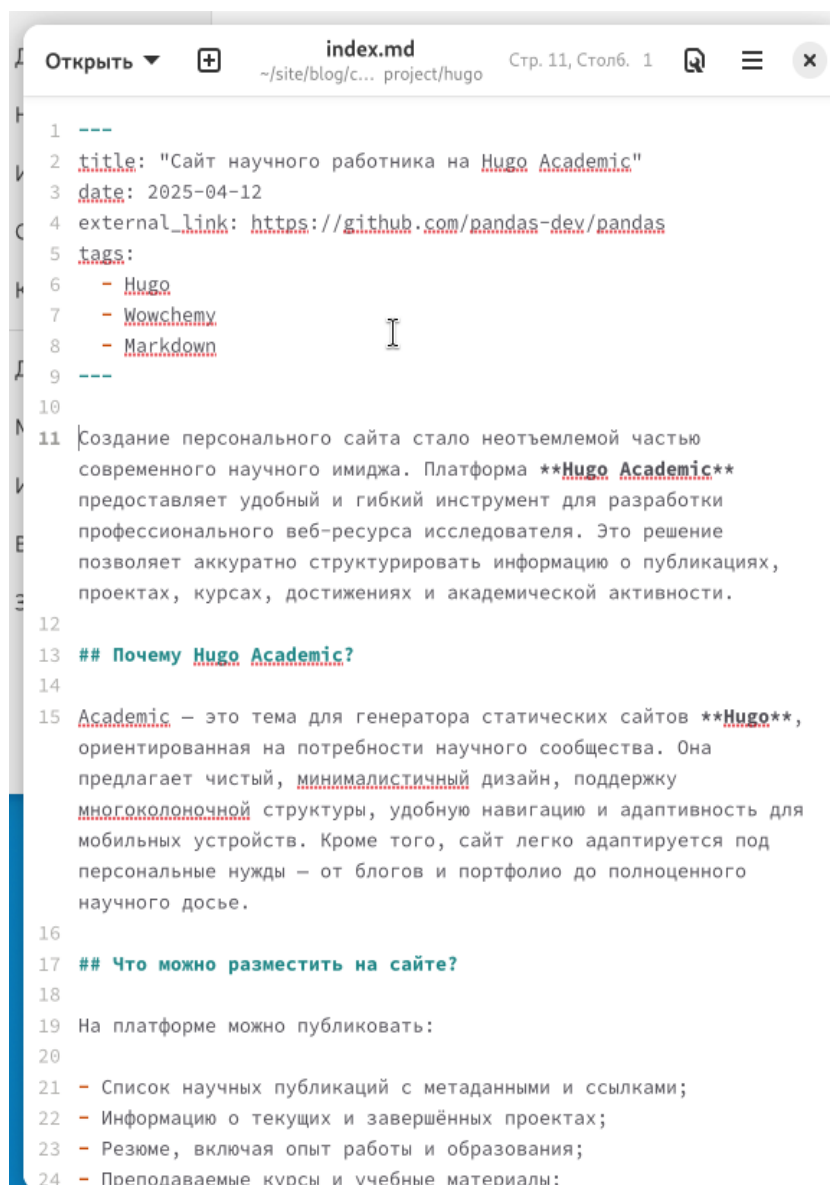 Открыть
index.md
~/site/blog/c... project/hugo
Стр. 11, Столб. 1
1 ---
2 title: "Сайт научного работника на Hugo Academic"
3 date: 2025-04-12
4 external_link: https://github.com/pandas-dev/pandas
5 tags:
6 - Hugo
7 - Wowchemy
8 - Markdown
9 ---
10
11 Создание персонального сайта стало неотъемлемой частью
современного научного имиджа. Платформа **Hugo Academic**
предоставляет удобный и гибкий инструмент для разработки
профессионального веб-ресурса исследователя. Это решение
позволяет аккуратно структурировать информацию о публикациях,
проектах, курсах, достижениях и академической активности.
12
13 ## Почему Hugo Academic?
14
15 Academic — это тема для генератора статических сайтов **Hugo**,
ориентированная на потребности научного сообщества. Она
предлагает чистый, минималистичный дизайн, поддержку
многоколоночной структуры, удобную навигацию и адаптивность для
мобильных устройств. Кроме того, сайт легко адаптируется под
персональные нужды — от блогов и портфолио до полноценного
научного досье.
16
17 ## Что можно разместить на сайте?
18
19 На платформе можно публиковать:
20
21 - Список научных публикаций с метаданными и ссылками;
22 - Информацию о текущих и завершённых проектах;
23 - Резюме, включая опыт работы и образования;
24 - Преподаваемые курсы и учебные материалы;